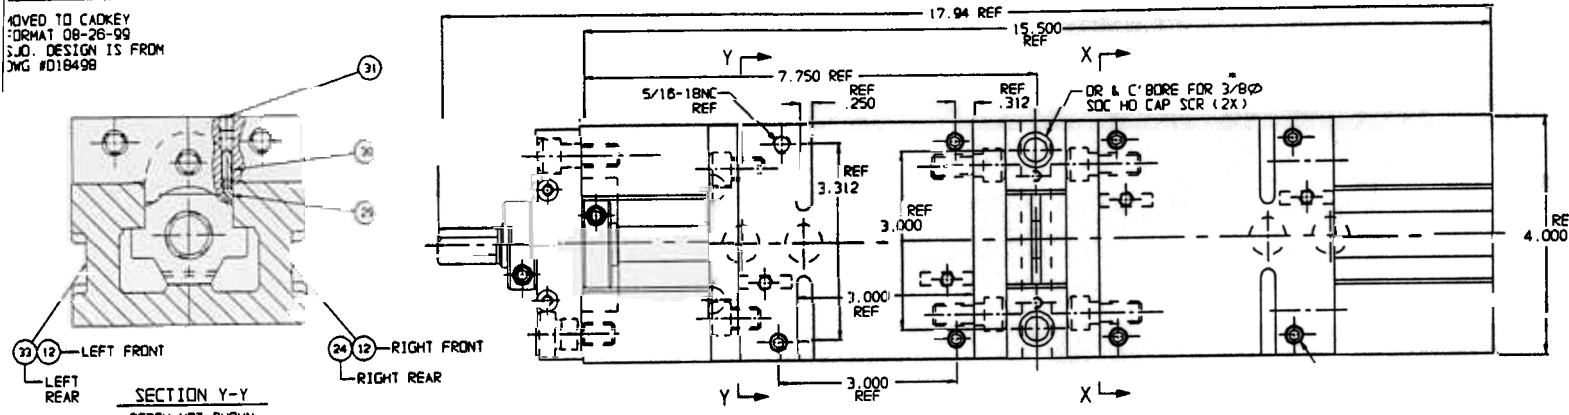 MOVED TO CADKEY
FORMAT 08-26-99
SJO. DESIGN IS FROM
DWG #D18498
31
30
29
33 12 LEFT FRONT
LEFT
REAR
24 12 RIGHT FRONT
RIGHT REAR
SECTION Y-Y
17.94 REF
15.500
REF
Y
X
7.750 REF
5/16-18NC
REF
REF
.250
REF
.312
*
DR & C'BORE FOR 3/8Ø
SOC HD CAP SCR (2X)
3.312
REF
3.000
3.000
REF
4.000
3.000
REF
Y
X